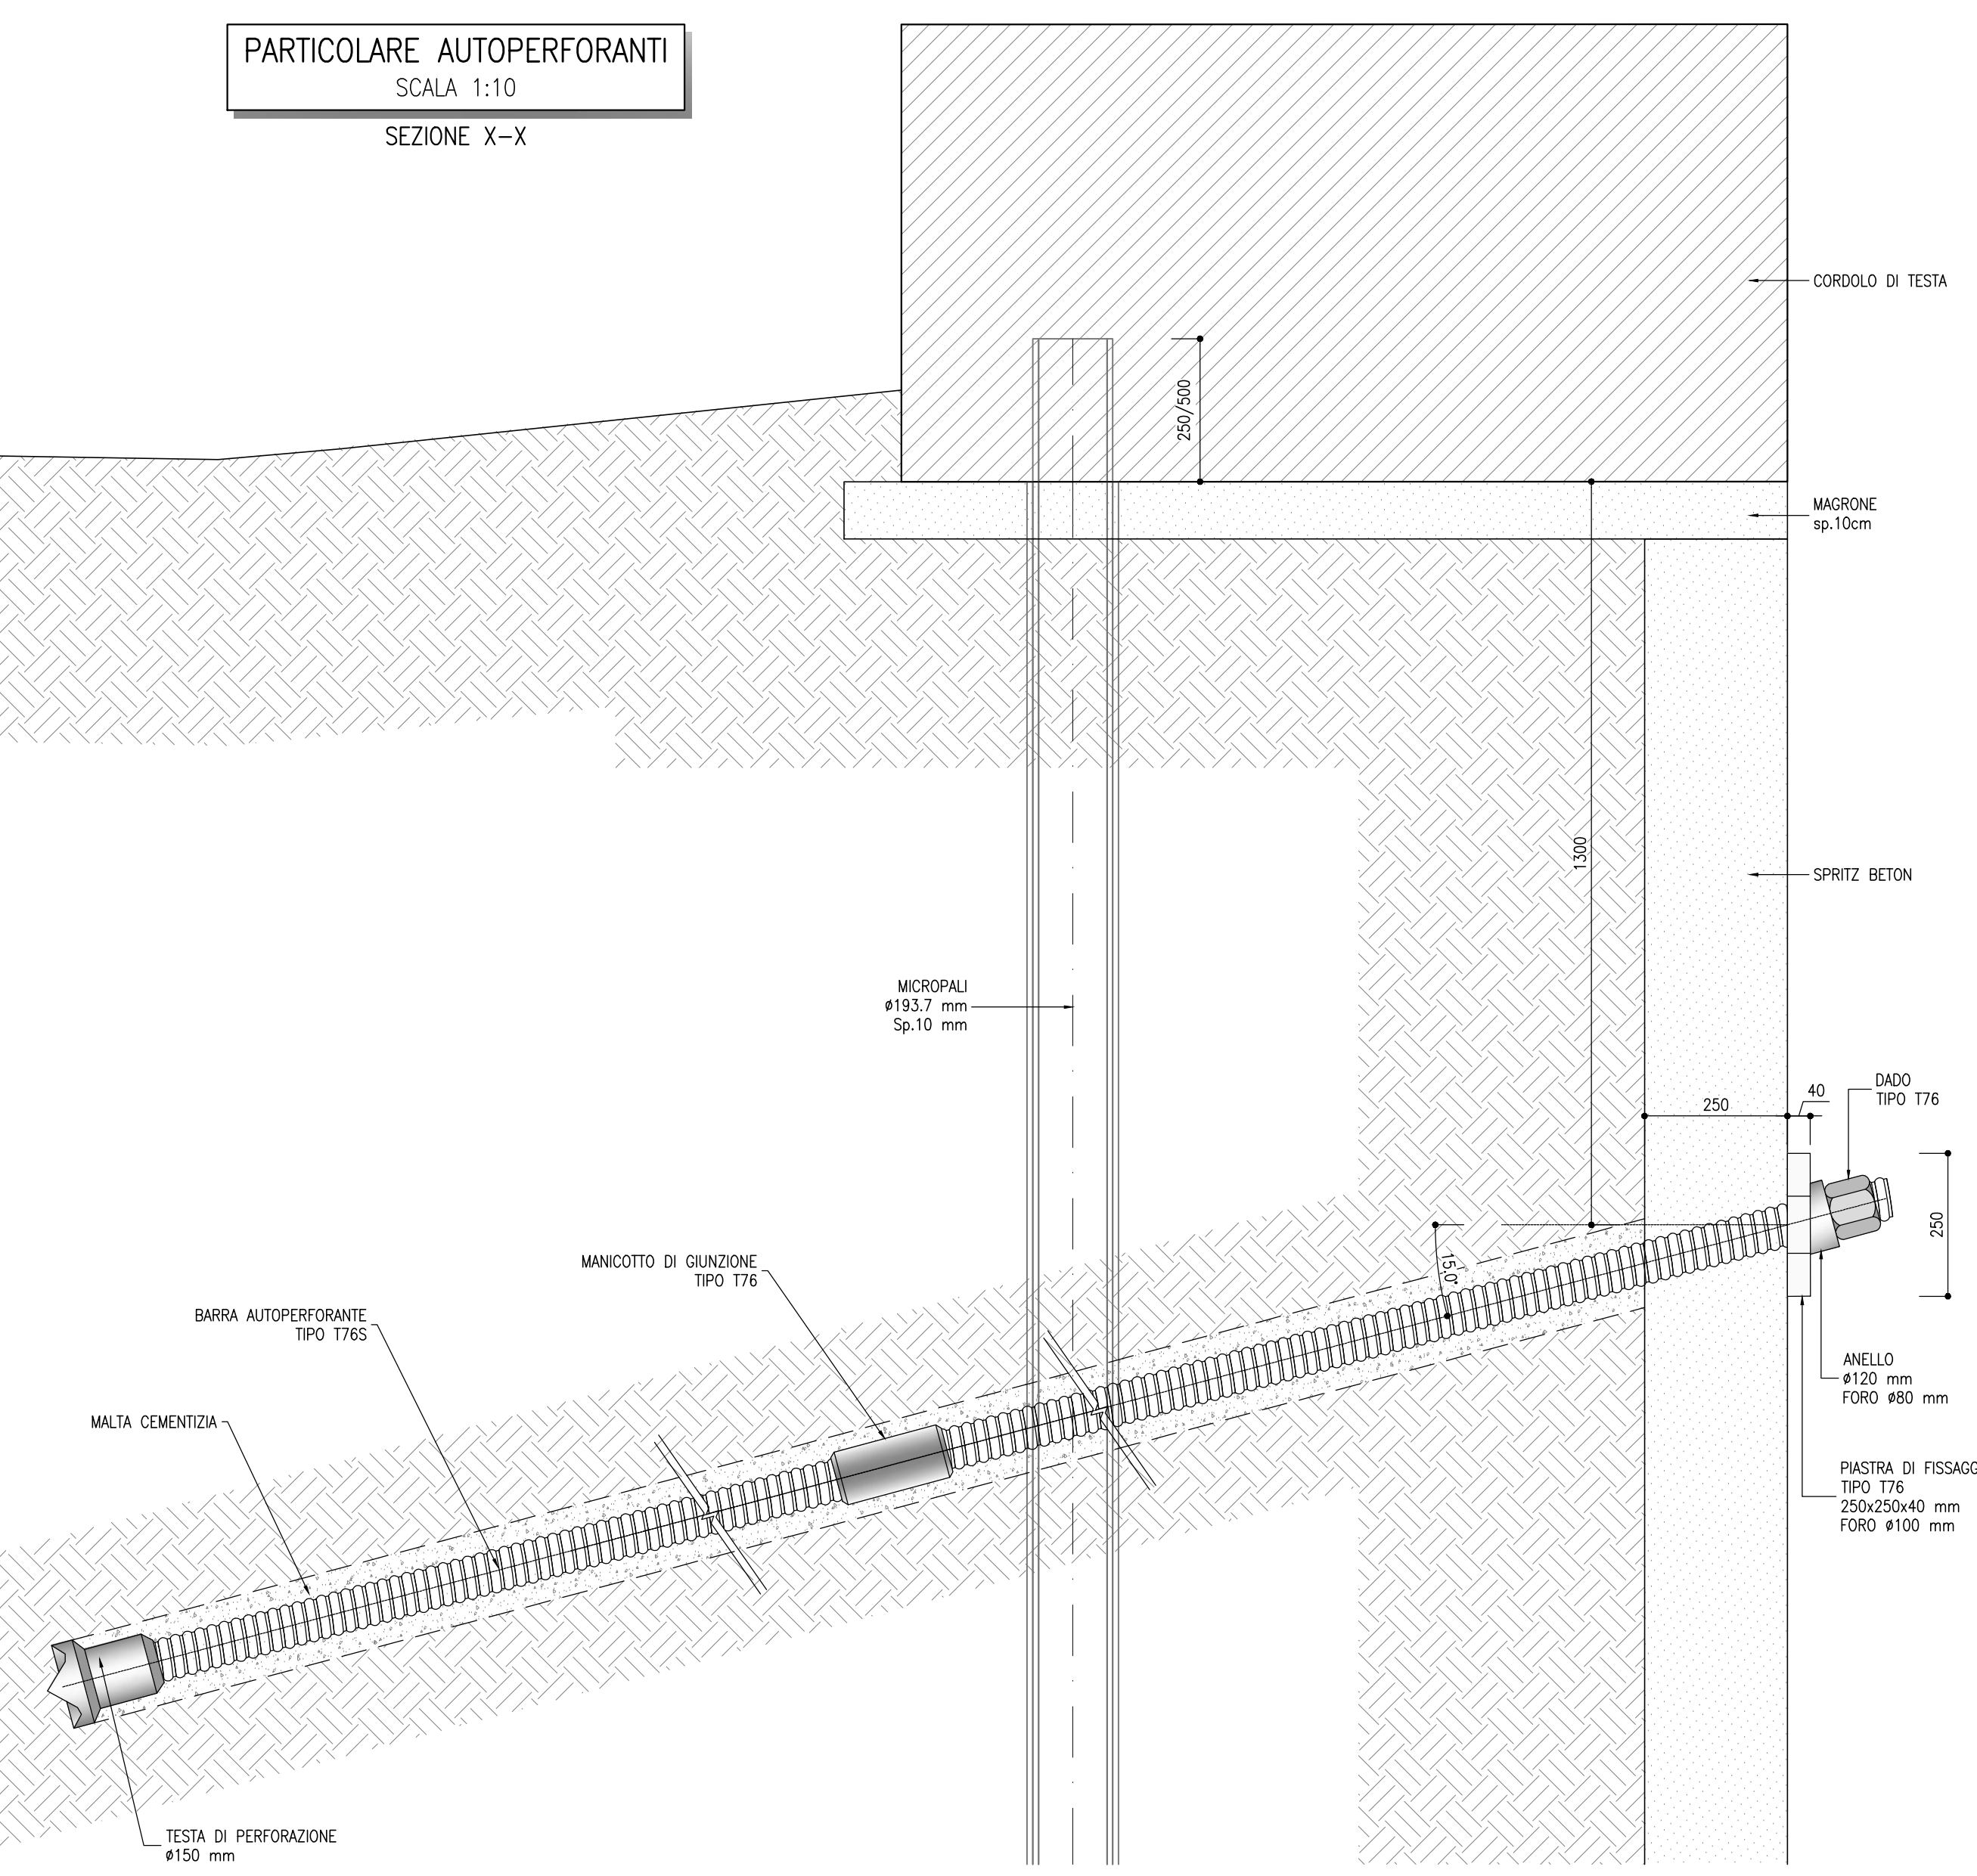 PARTICOLARE AUTOPERFORANTI
SCALA 1:10
SEZIONE X-X
CORDOLO DI TESTA
250/500
MAGRONE
sp.10cm
1300
SPRITZ BETON
MICROPALI
ø193.7 mm
Sp.10 mm
250
40
DADO
TIPO T76
250
15.0°
MANICOTTO DI GIUNZIONE
TIPO T76
BARRA AUTOPERFORANTE
TIPO T76S
MALTA CEMENTIZIA
ANELLO
ø120 mm
FORO ø80 mm
PIASTRA DI FISSAGG
TIPO T76
250x250x40 mm
FORO ø100 mm
TESTA DI PERFORAZIONE
ø150 mm